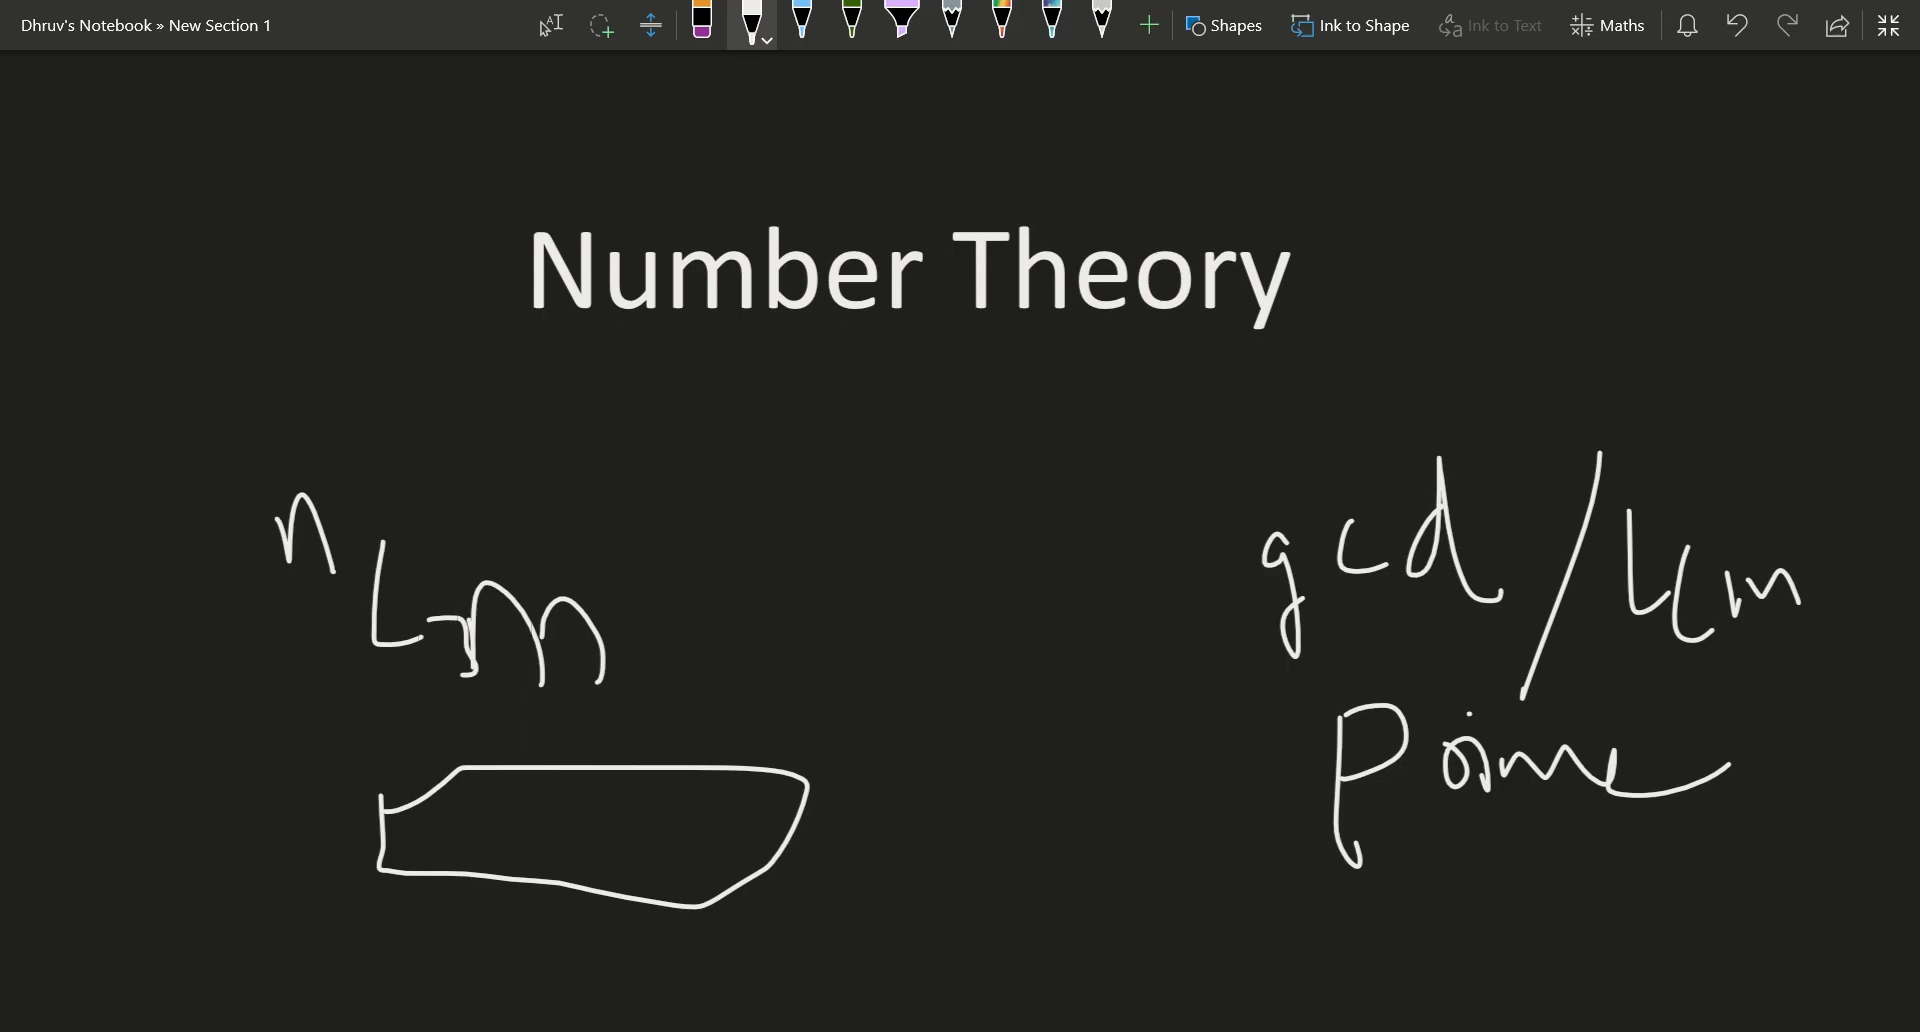 Dhruv's Notebook » New Section 1
Shapes
Ink to Shape
Ink to Text
Maths
Number Theory
gcd/lcm
Prime